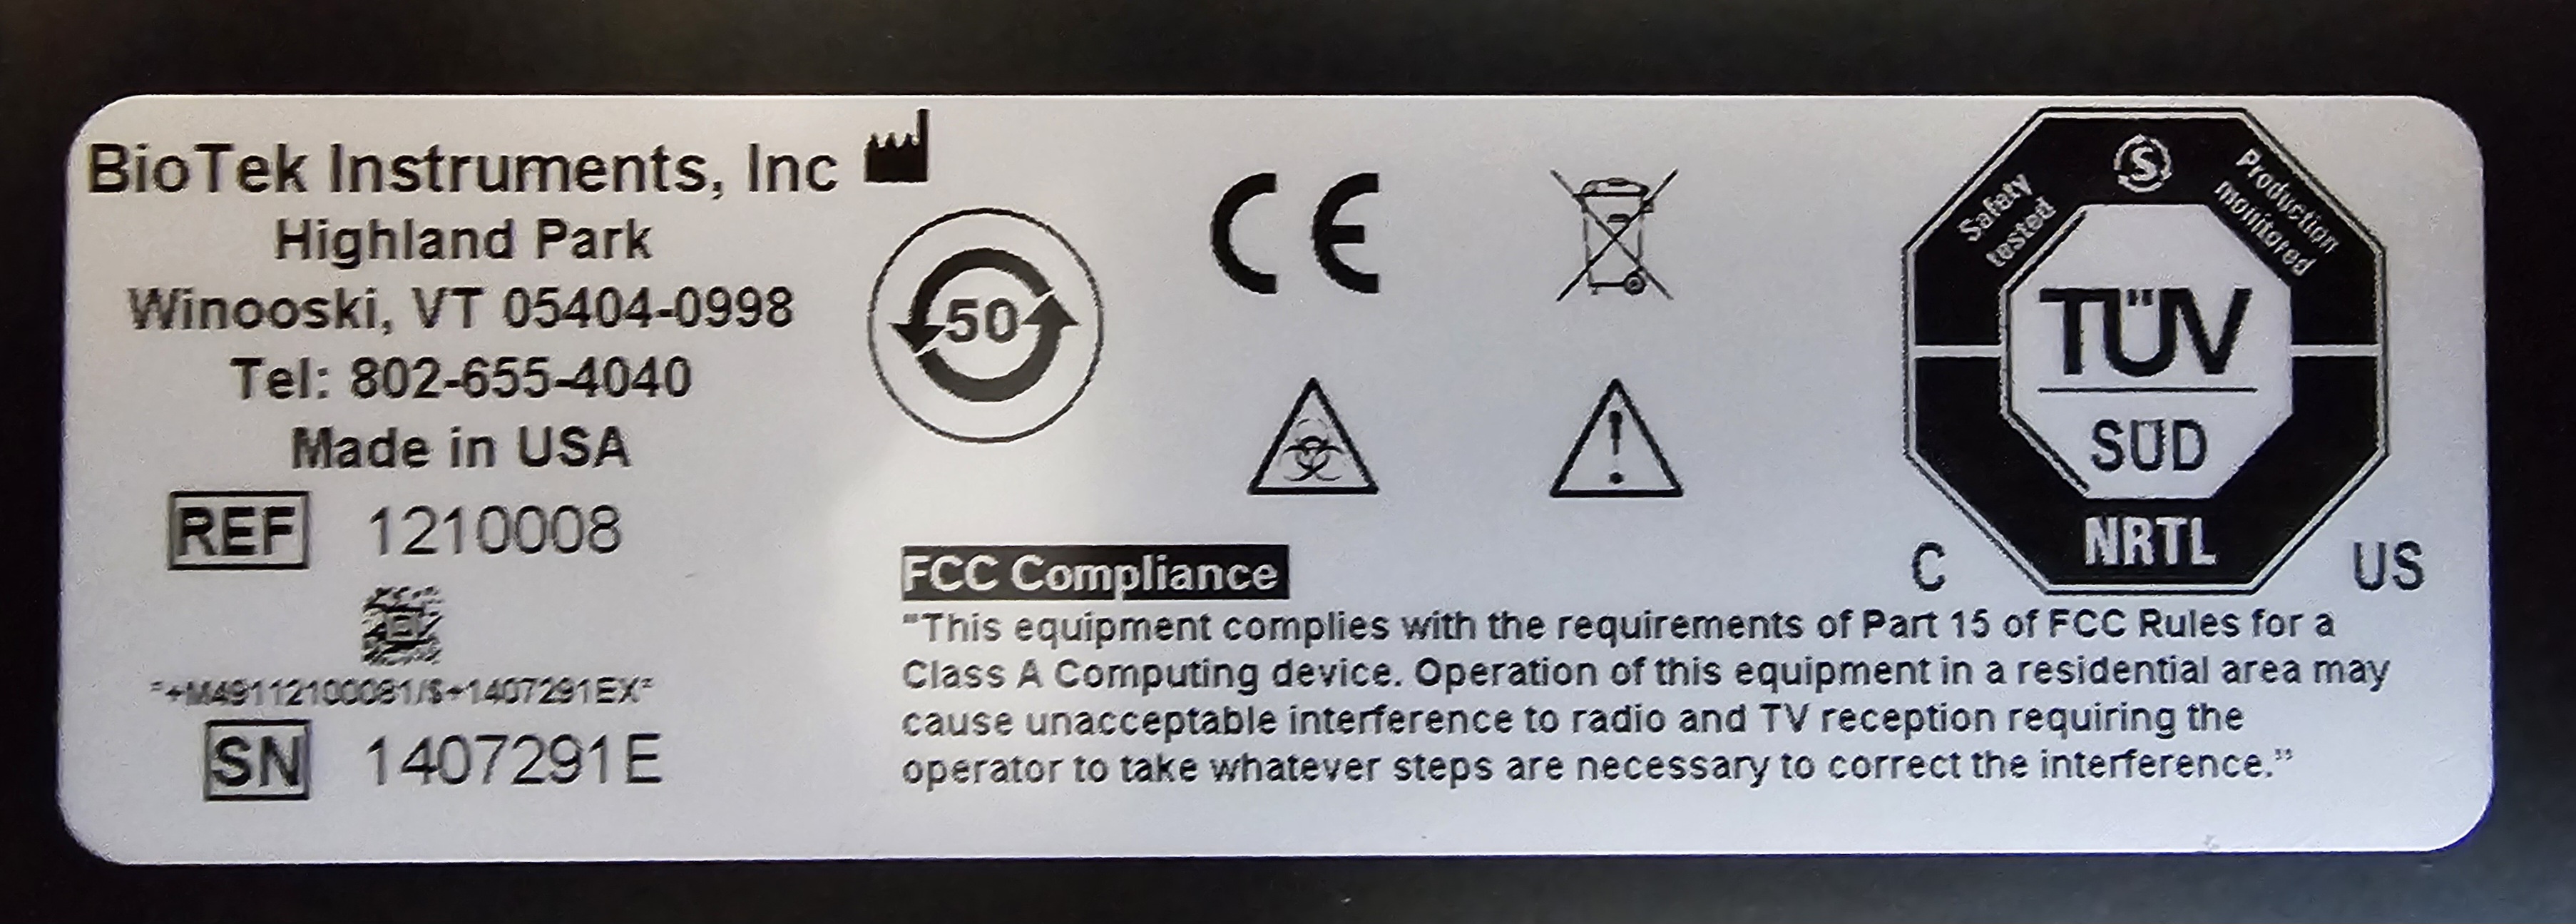 BioTek Instruments, Inc
Highland Park
Winooski, VT 05404-0998
Tel: 802-655-4040
Made in USA
REF 1210008
*+M49112100081/$+1407291EX*
SN 1407291E
50
CE
FCC Compliance
"This equipment complies with the requirements of Part 15 of FCC Rules for a
Class A Computing device. Operation of this equipment in a residential area may
cause unacceptable interference to radio and TV reception requiring the
operator to take whatever steps are necessary to correct the interference."
Safety
tested
S
Production
monitored
TÜV
SÜD
NRTL
C US